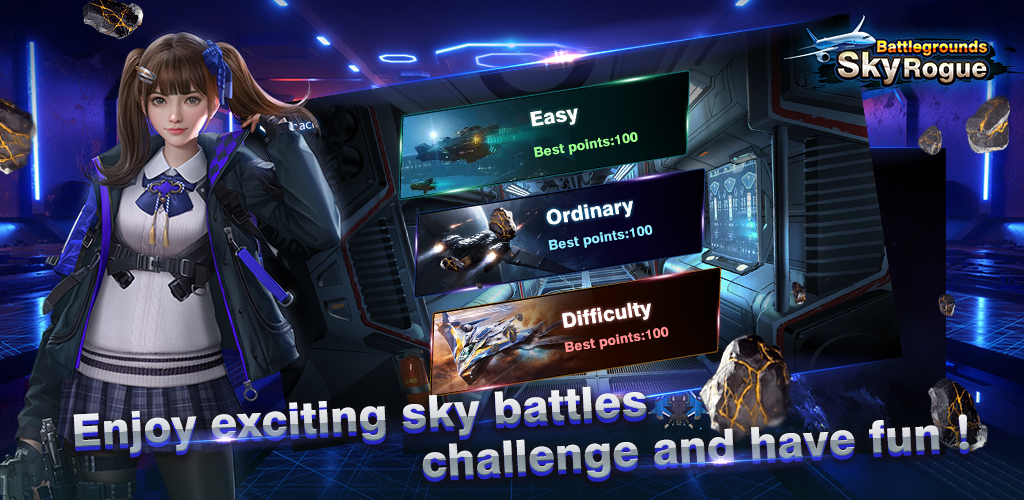 Battlegrounds
SkyRogue
Easy
Best points:100
Ordinary
Best points:100
Difficulty
Best points:100
Enjoy exciting sky battles
challenge and have fun !